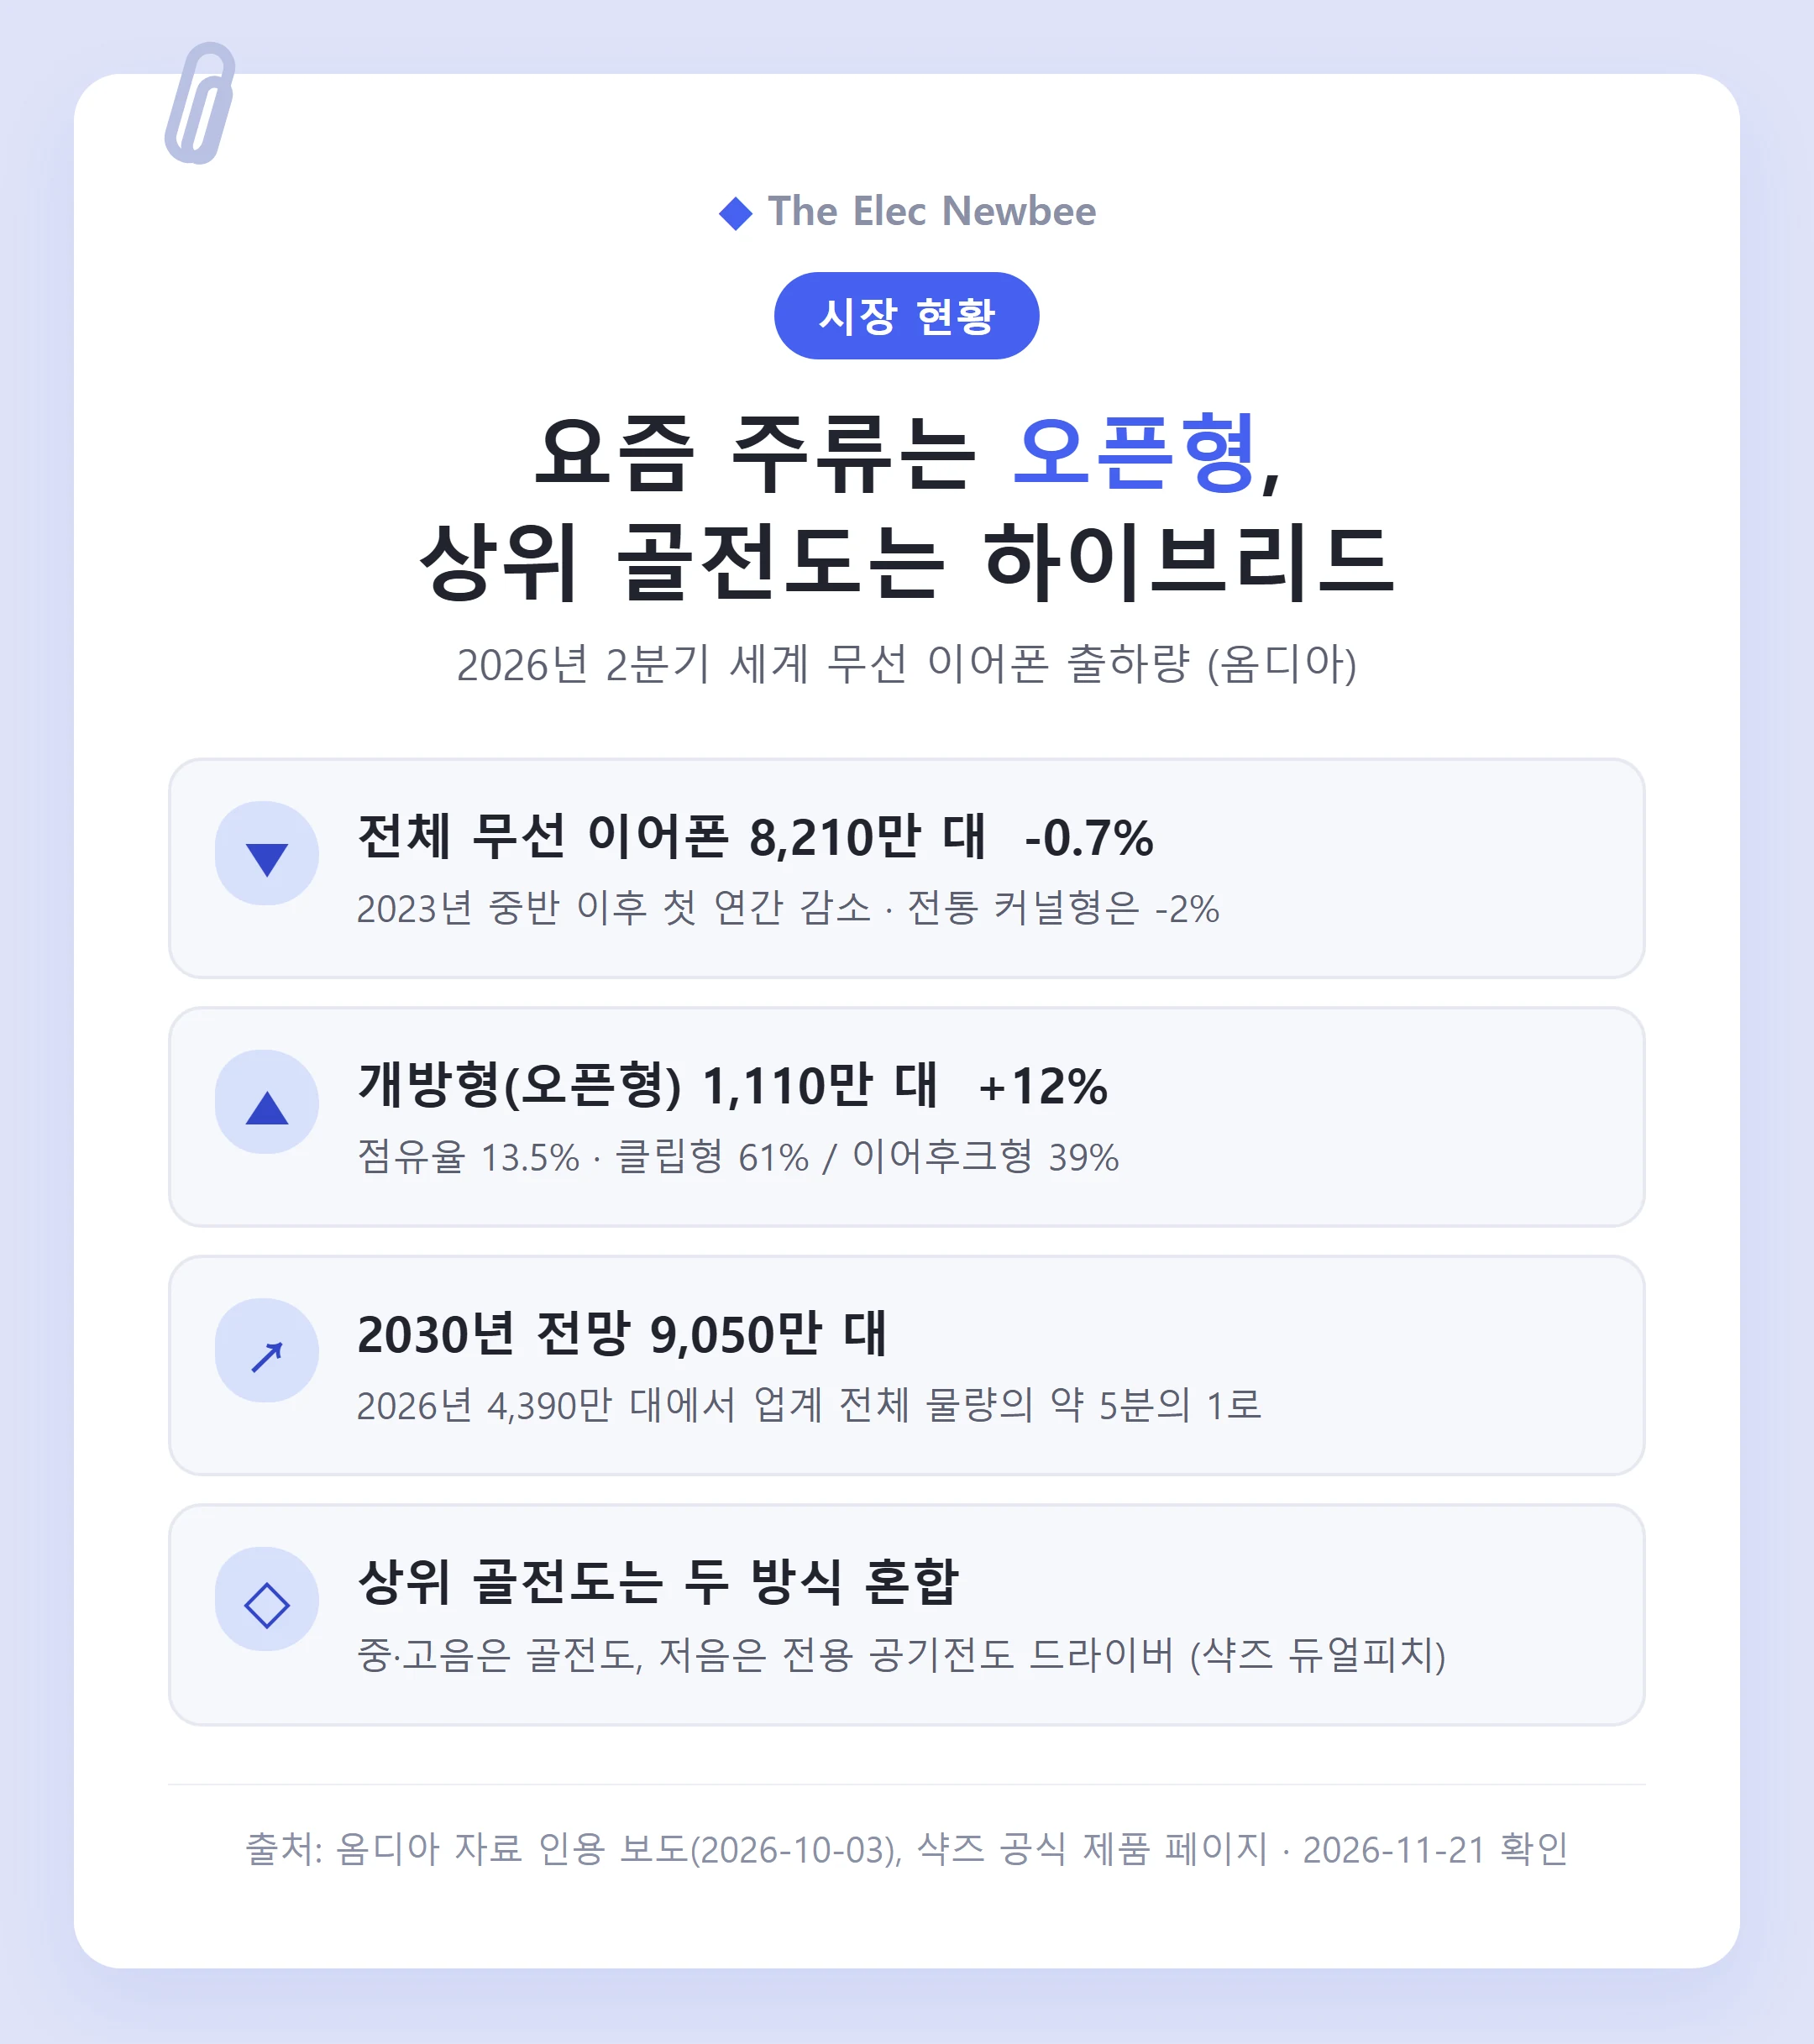 ◆ The Elec Newbee
시장 현황
요즘 주류는 오픈형,
상위 골전도는 하이브리드
2026년 2분기 세계 무선 이어폰 출하량 (옴디아)
전체 무선 이어폰 8,210만 대 -0.7%
2023년 중반 이후 첫 연간 감소 · 전통 커널형은 -2%
개방형(오픈형) 1,110만 대 +12%
점유율 13.5% · 클립형 61% / 이어후크형 39%
2030년 전망 9,050만 대
2026년 4,390만 대에서 업계 전체 물량의 약 5분의 1로
상위 골전도는 두 방식 혼합
중·고음은 골전도, 저음은 전용 공기전도 드라이버 (샥즈 듀얼피치)
출처: 옴디아 자료 인용 보도(2026-10-03), 샥즈 공식 제품 페이지 · 2026-11-21 확인